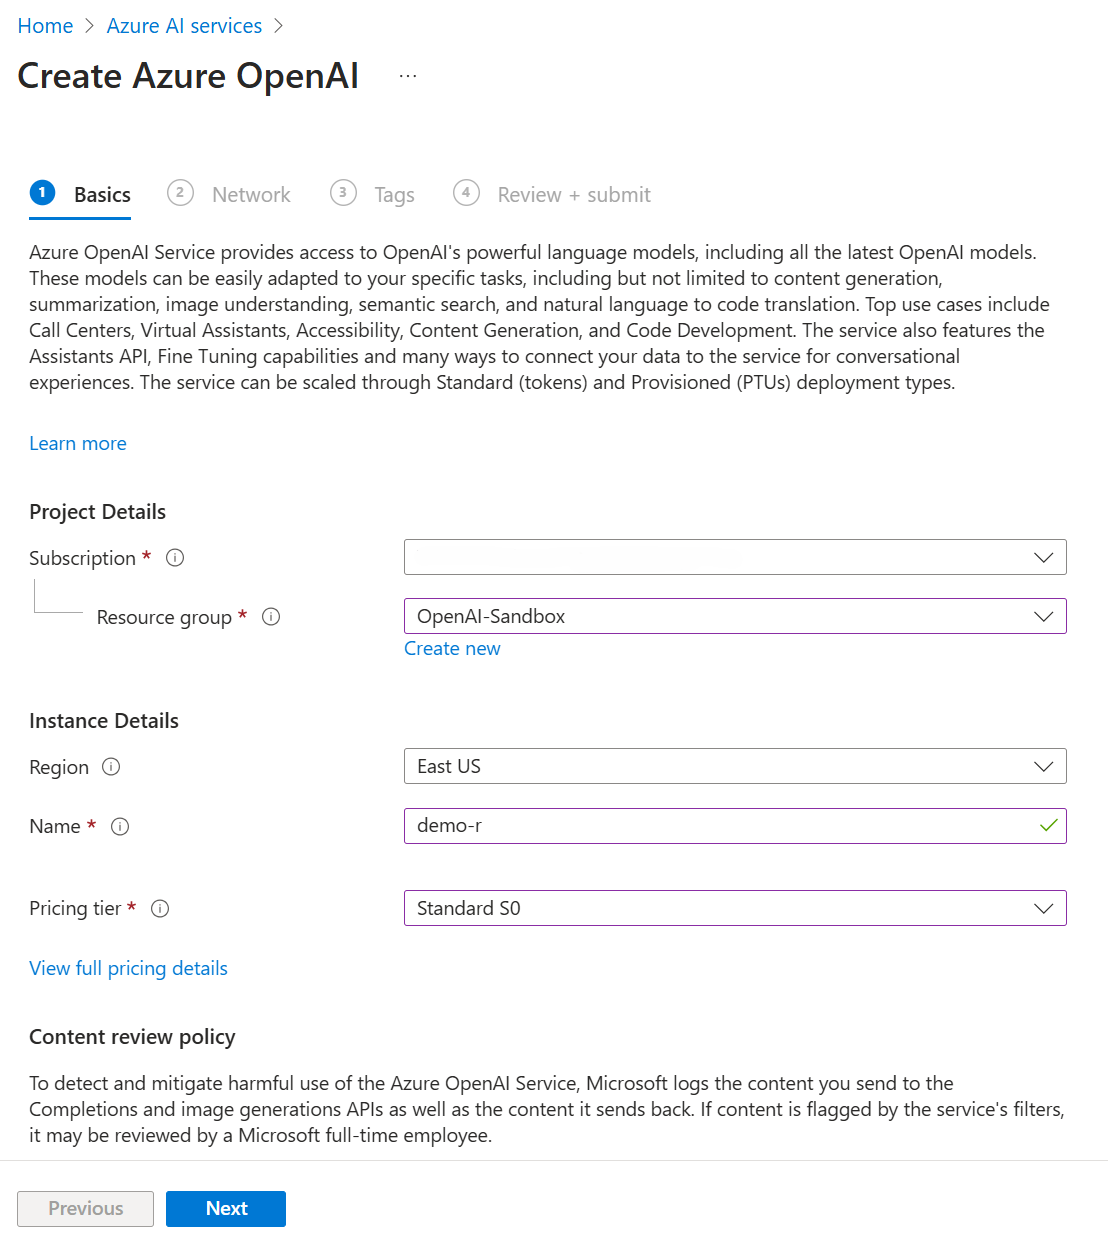 Home > Azure AI services >
Create Azure OpenAI ...
1 Basics 2 Network 3 Tags 4 Review + submit
Azure OpenAI Service provides access to OpenAI's powerful language models, including all the latest OpenAI models.
These models can be easily adapted to your specific tasks, including but not limited to content generation,
summarization, image understanding, semantic search, and natural language to code translation. Top use cases include
Call Centers, Virtual Assistants, Accessibility, Content Generation, and Code Development. The service also features the
Assistants API, Fine Tuning capabilities and many ways to connect your data to the service for conversational
experiences. The service can be scaled through Standard (tokens) and Provisioned (PTUs) deployment types.
Learn more
Project Details
Subscription *
Resource group * OpenAI-Sandbox
Create new
Instance Details
Region East US
Name * demo-r
Pricing tier * Standard S0
View full pricing details
Content review policy
To detect and mitigate harmful use of the Azure OpenAI Service, Microsoft logs the content you send to the
Completions and image generations APIs as well as the content it sends back. If content is flagged by the service's filters,
it may be reviewed by a Microsoft full-time employee.
Previous Next